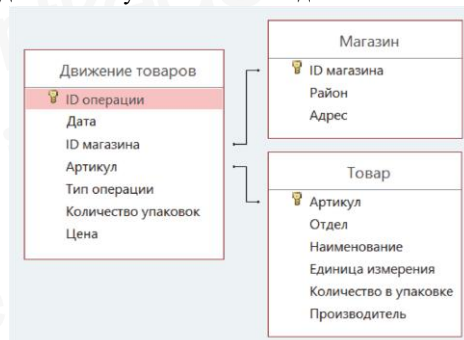 Движение товаров
ID операции
Дата
ID магазина
Артикул
Тип операции
Количество упаковок
Цена
Магазин
ID магазина
Район
Адрес
Товар
Артикул
Отдел
Наименование
Единица измерения
Количество в упаковке
Производитель